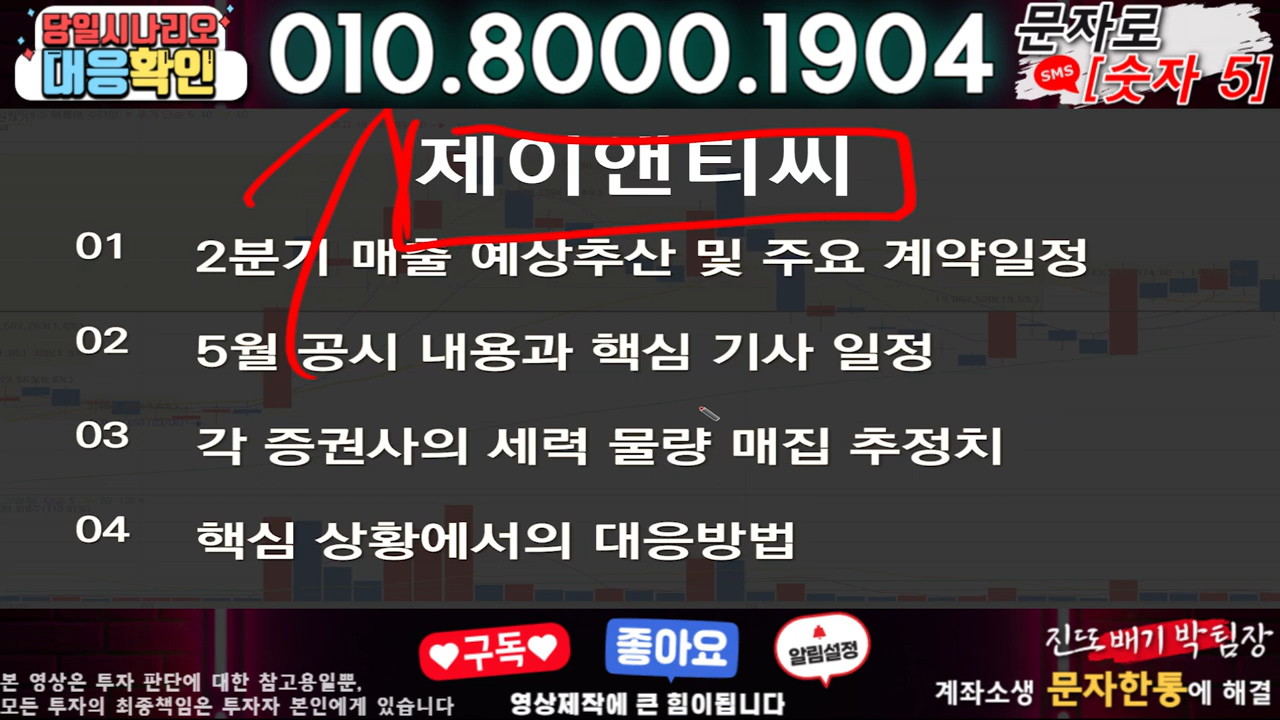 당일시나리오
대응확인
010.8000.1904
문자로
SMS [숫자 5]
제이앤티씨
01 2분기 매출 예상추산 및 주요 계약일정
02 5월 공시 내용과 핵심 기사 일정
03 각 증권사의 세력 물량 매집 추정치
04 핵심 상황에서의 대응방법
구독
좋아요
알림설정
진또배기 박팀장
본 영상은 투자 판단에 대한 참고용일뿐,
모든 투자의 최종책임은 투자자 본인에게 있습니다
영상제작에 큰 힘이됩니다
계좌소생 문자한통에 해결